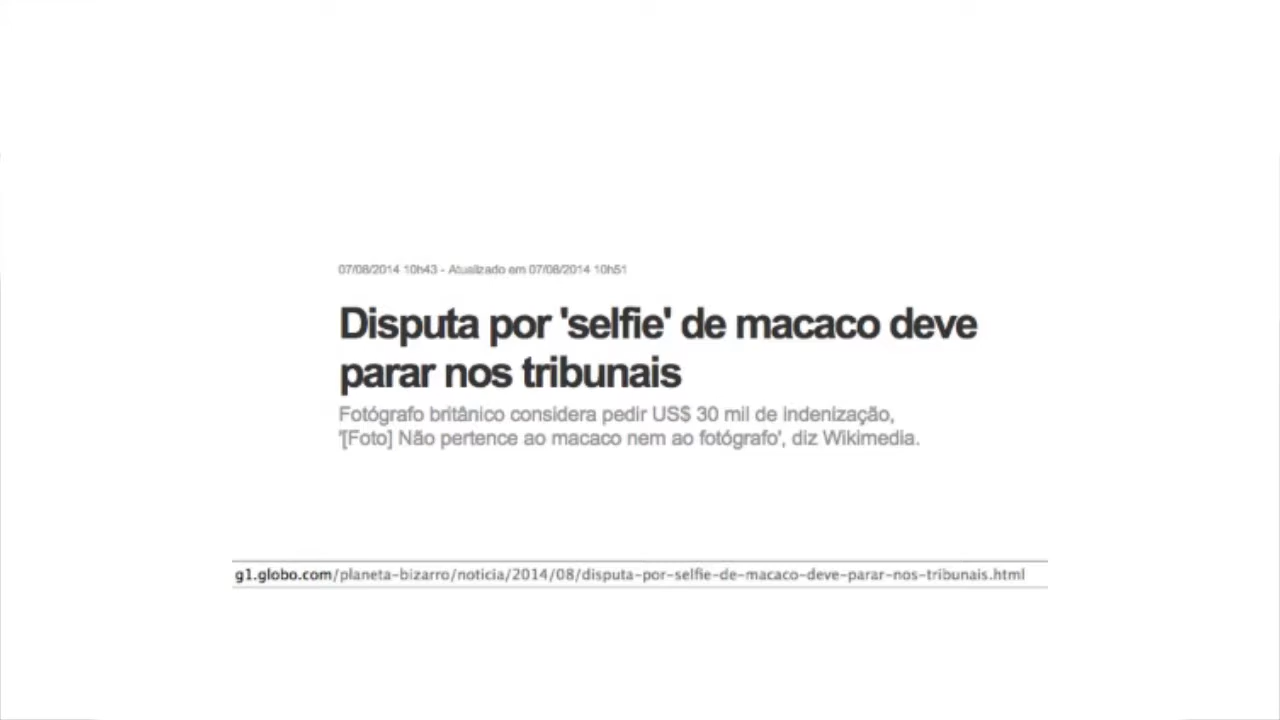 07/08/2014 10h43 - Atualizado em 07/08/2014 10h51
Disputa por 'selfie' de macaco deve
parar nos tribunais
Fotógrafo britânico considera pedir US$ 30 mil de indenização,
'[Foto] Não pertence ao macaco nem ao fotógrafo', diz Wikimedia.
g1.globo.com/planeta-bizarro/noticia/2014/08/disputa-por-selfie-de-macaco-deve-parar-nos-tribunais.html